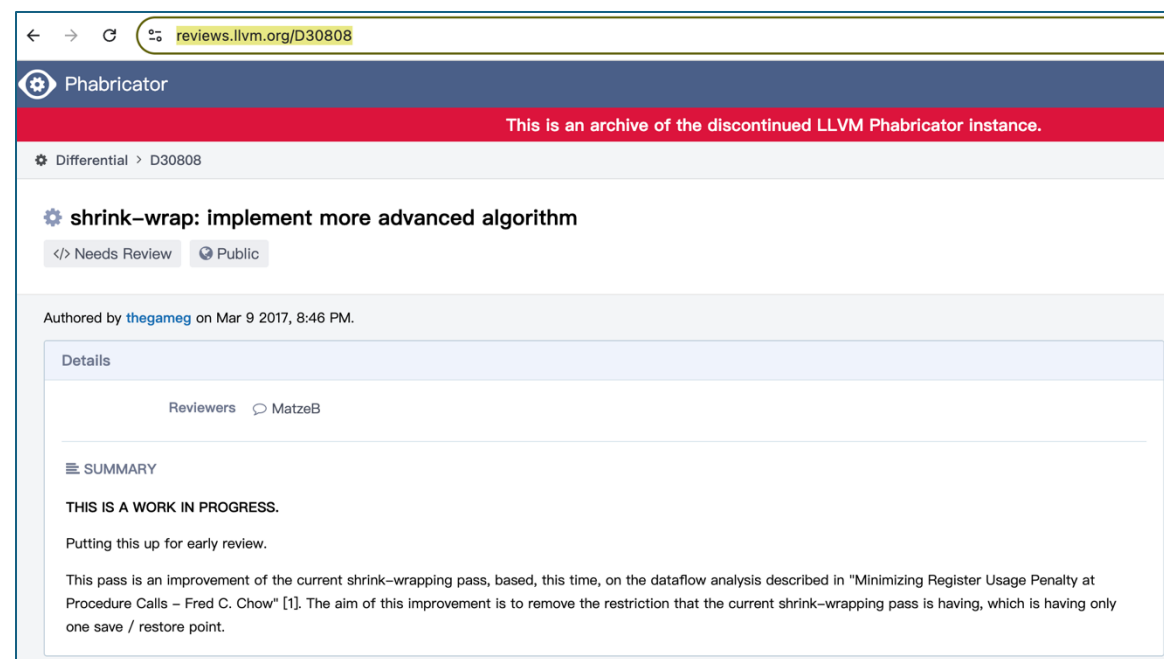 reviews.llvm.org/D30808
Phabricator
This is an archive of the discontinued LLVM Phabricator instance.
Differential > D30808
shrink-wrap: implement more advanced algorithm
</> Needs Review Public
Authored by thegameg on Mar 9 2017, 8:46 PM.
Details
Reviewers MatzeB
SUMMARY
THIS IS A WORK IN PROGRESS.
Putting this up for early review.
This pass is an improvement of the current shrink-wrapping pass, based, this time, on the dataflow analysis described in "Minimizing Register Usage Penalty at
Procedure Calls – Fred C. Chow" [1]. The aim of this improvement is to remove the restriction that the current shrink-wrapping pass is having, which is having only
one save / restore point.